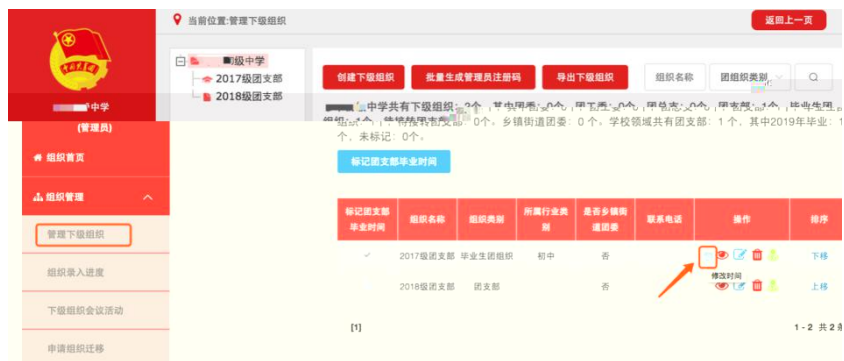 当前位置:管理下级组织
返回上一页
中学
(管理员)
组织首页
组织管理
管理下级组织
组织录入进度
下级组织会议活动
申请组织迁移
级中学
2017级团支部
2018级团支部
创建下级组织
批量生成管理员注册码
导出下级组织
组织名称
团组织类别
中学共有下级组织：2个，其中团委：0个，团工委：0个，团总支：0个，团支部：1个，毕业生团
组织：1个，待接转团支部：0个。乡镇街道团委：0 个。学校领域共有团支部：1 个，其中2019年毕业：1
个，未标记：0个。
标记团支部毕业时间
标记团支部毕业时间 组织名称 组织类别 所属行业类别 是否乡镇街道团委 联系电话 操作 排序
2017级团支部 毕业生团组织 初中 否 下移
修改时间
2018级团支部 团支部 否 上移
[1]
1 - 2 共 2 条